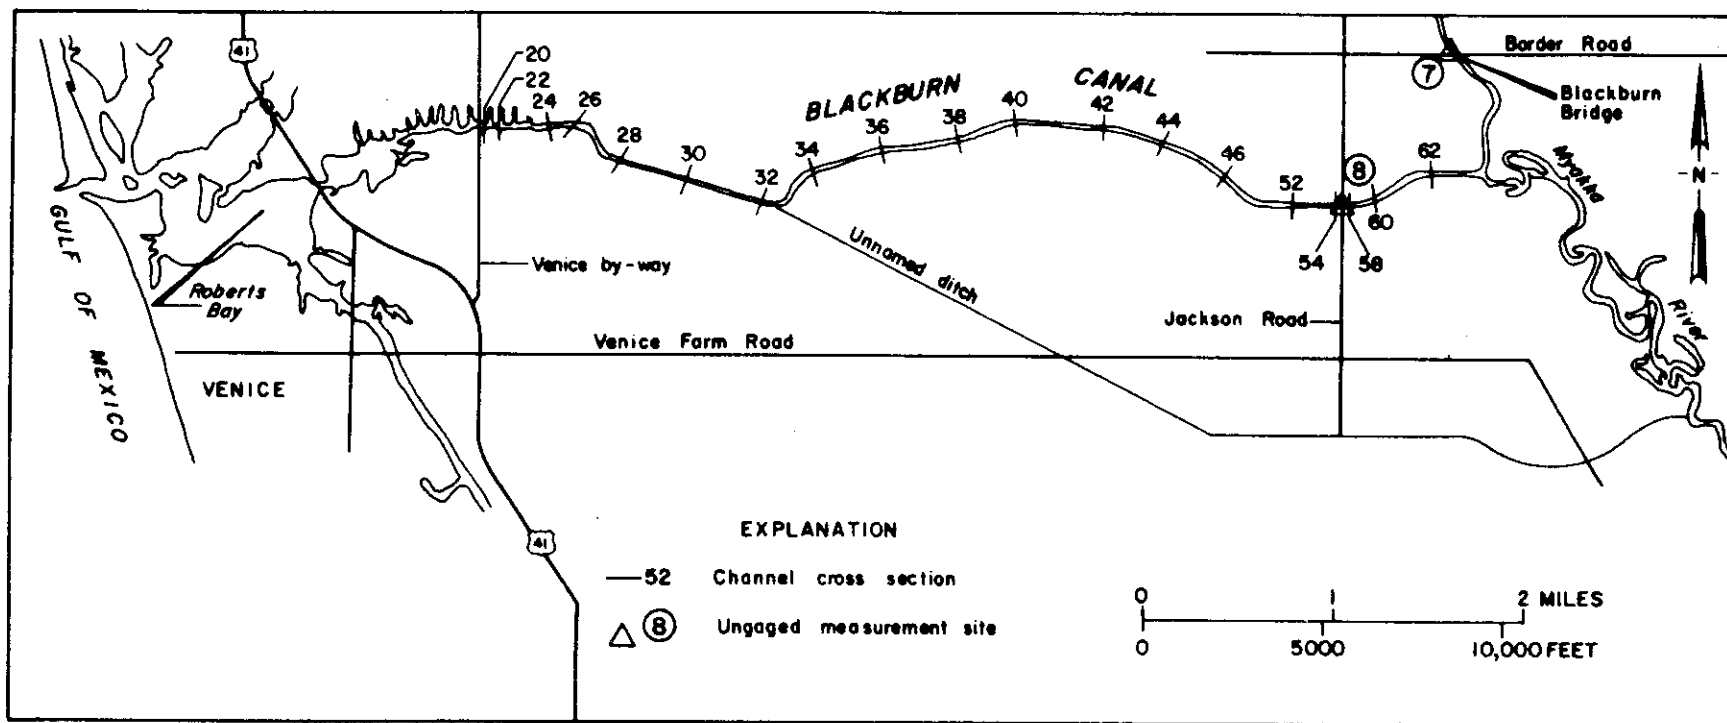 41
20
22
24
26
28
30
32
34
36
38
40
42
44
46
52
54
58
60
62
BLACKBURN CANAL
7
8
Border Road
Blackburn
Bridge
N
Myakka River
GULF OF MEXICO
Roberts
Bay
Venice by-way
Unnamed ditch
Jackson Road
Venice Farm Road
VENICE
41
EXPLANATION
52 Channel cross section
8 Ungaged measurement site
0 1 2 MILES
0 5000 10,000 FEET